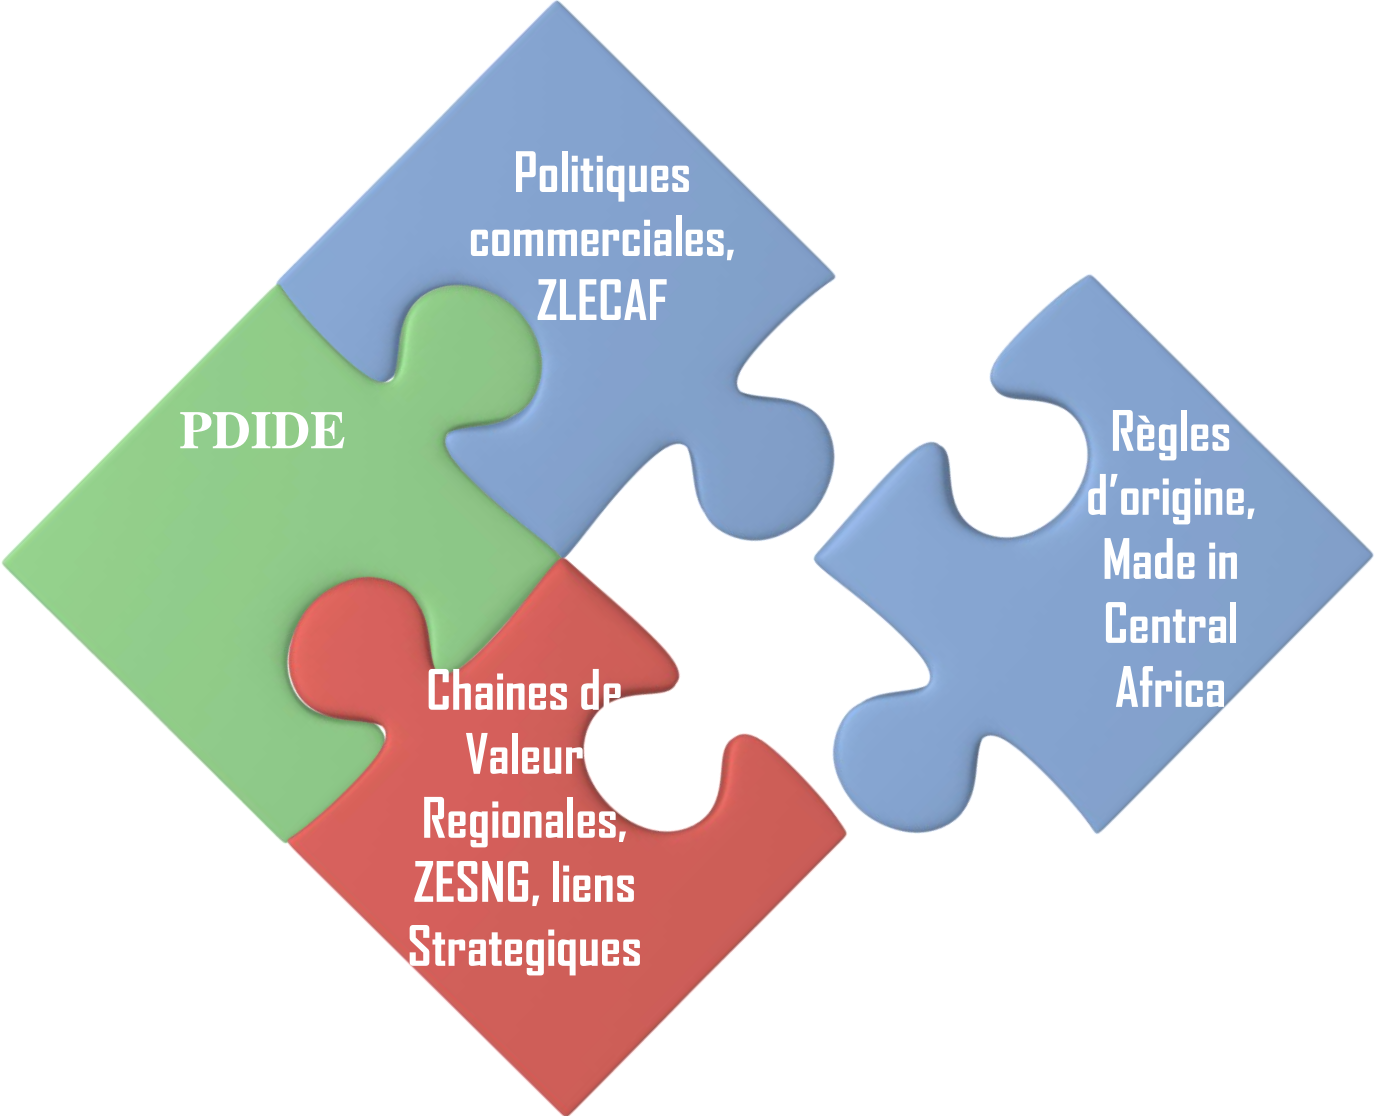 Politiques
commerciales,
ZLECAF
PDIDE
Chaines de
Valeur
Regionales,
ZESNG, liens
Strategiques
Règles
d’origine,
Made in
Central
Africa